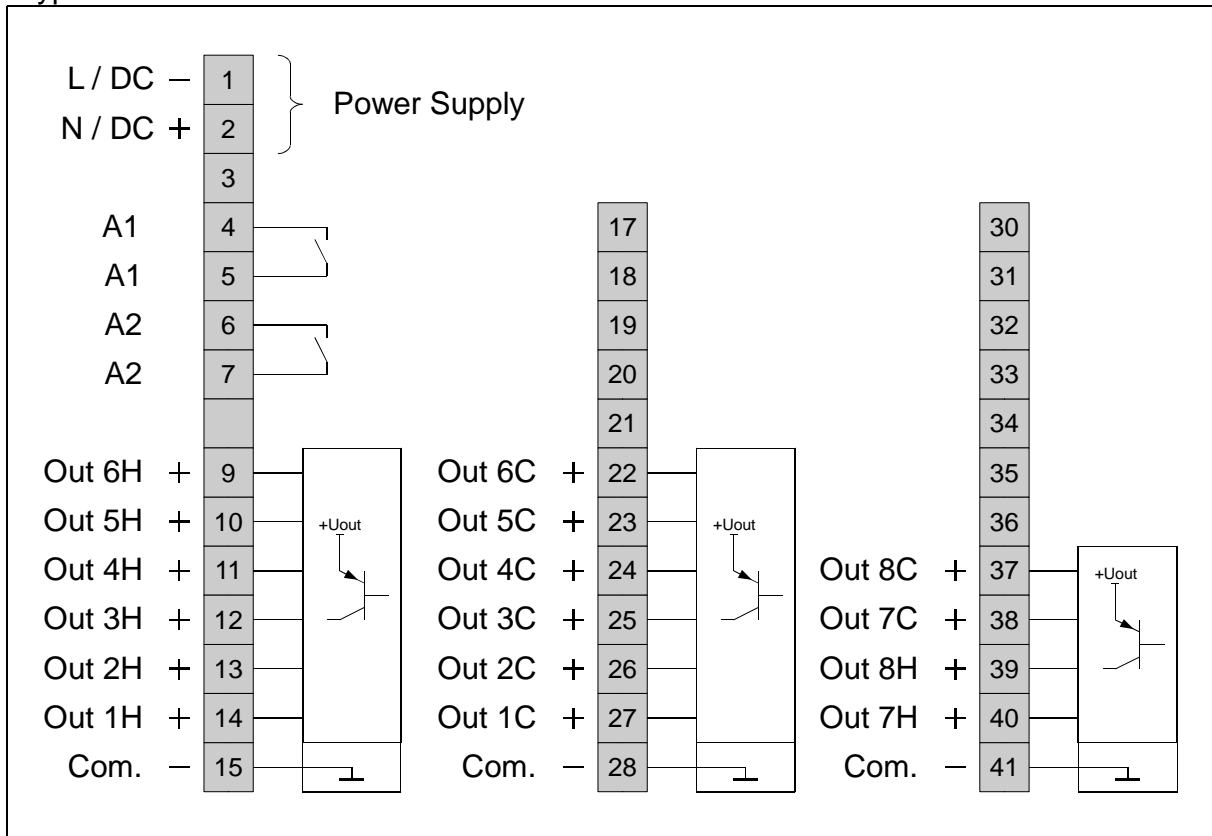 L / DC − 1
N / DC + 2
Power Supply
3
A1 4
A1 5
A2 6
A2 7
Out 6H + 9
Out 5H + 10
Out 4H + 11
Out 3H + 12
Out 2H + 13
Out 1H + 14
Com. − 15
+Uout
17
18
19
20
21
Out 6C + 22
Out 5C + 23
Out 4C + 24
Out 3C + 25
Out 2C + 26
Out 1C + 27
Com. − 28
+Uout
30
31
32
33
34
35
36
Out 8C + 37
Out 7C + 38
Out 8H + 39
Out 7H + 40
Com. − 41
+Uout